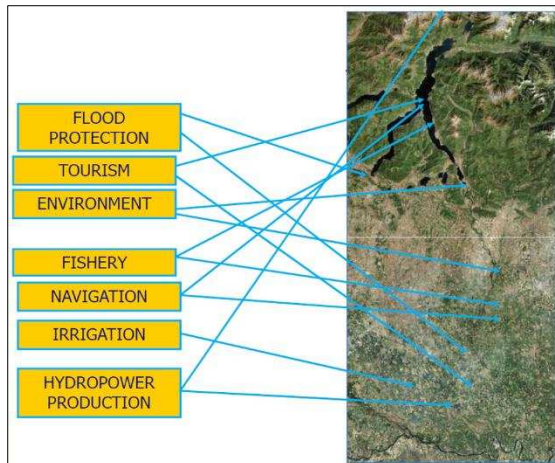 FLOOD
PROTECTION
TOURISM
ENVIRONMENT
FISHERY
NAVIGATION
IRRIGATION
HYDROPOWER
PRODUCTION